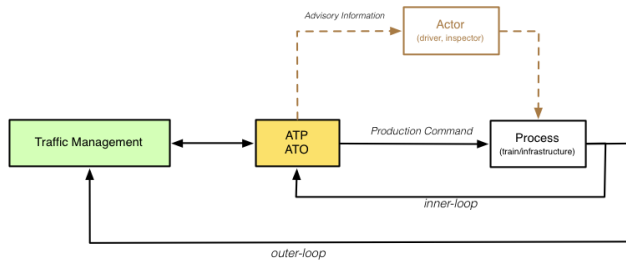 Advisory Information
Actor
(driver, inspector)
Traffic Management
ATP
ATO
Production Command
Process
(train/infrastructure)
inner-loop
outer-loop